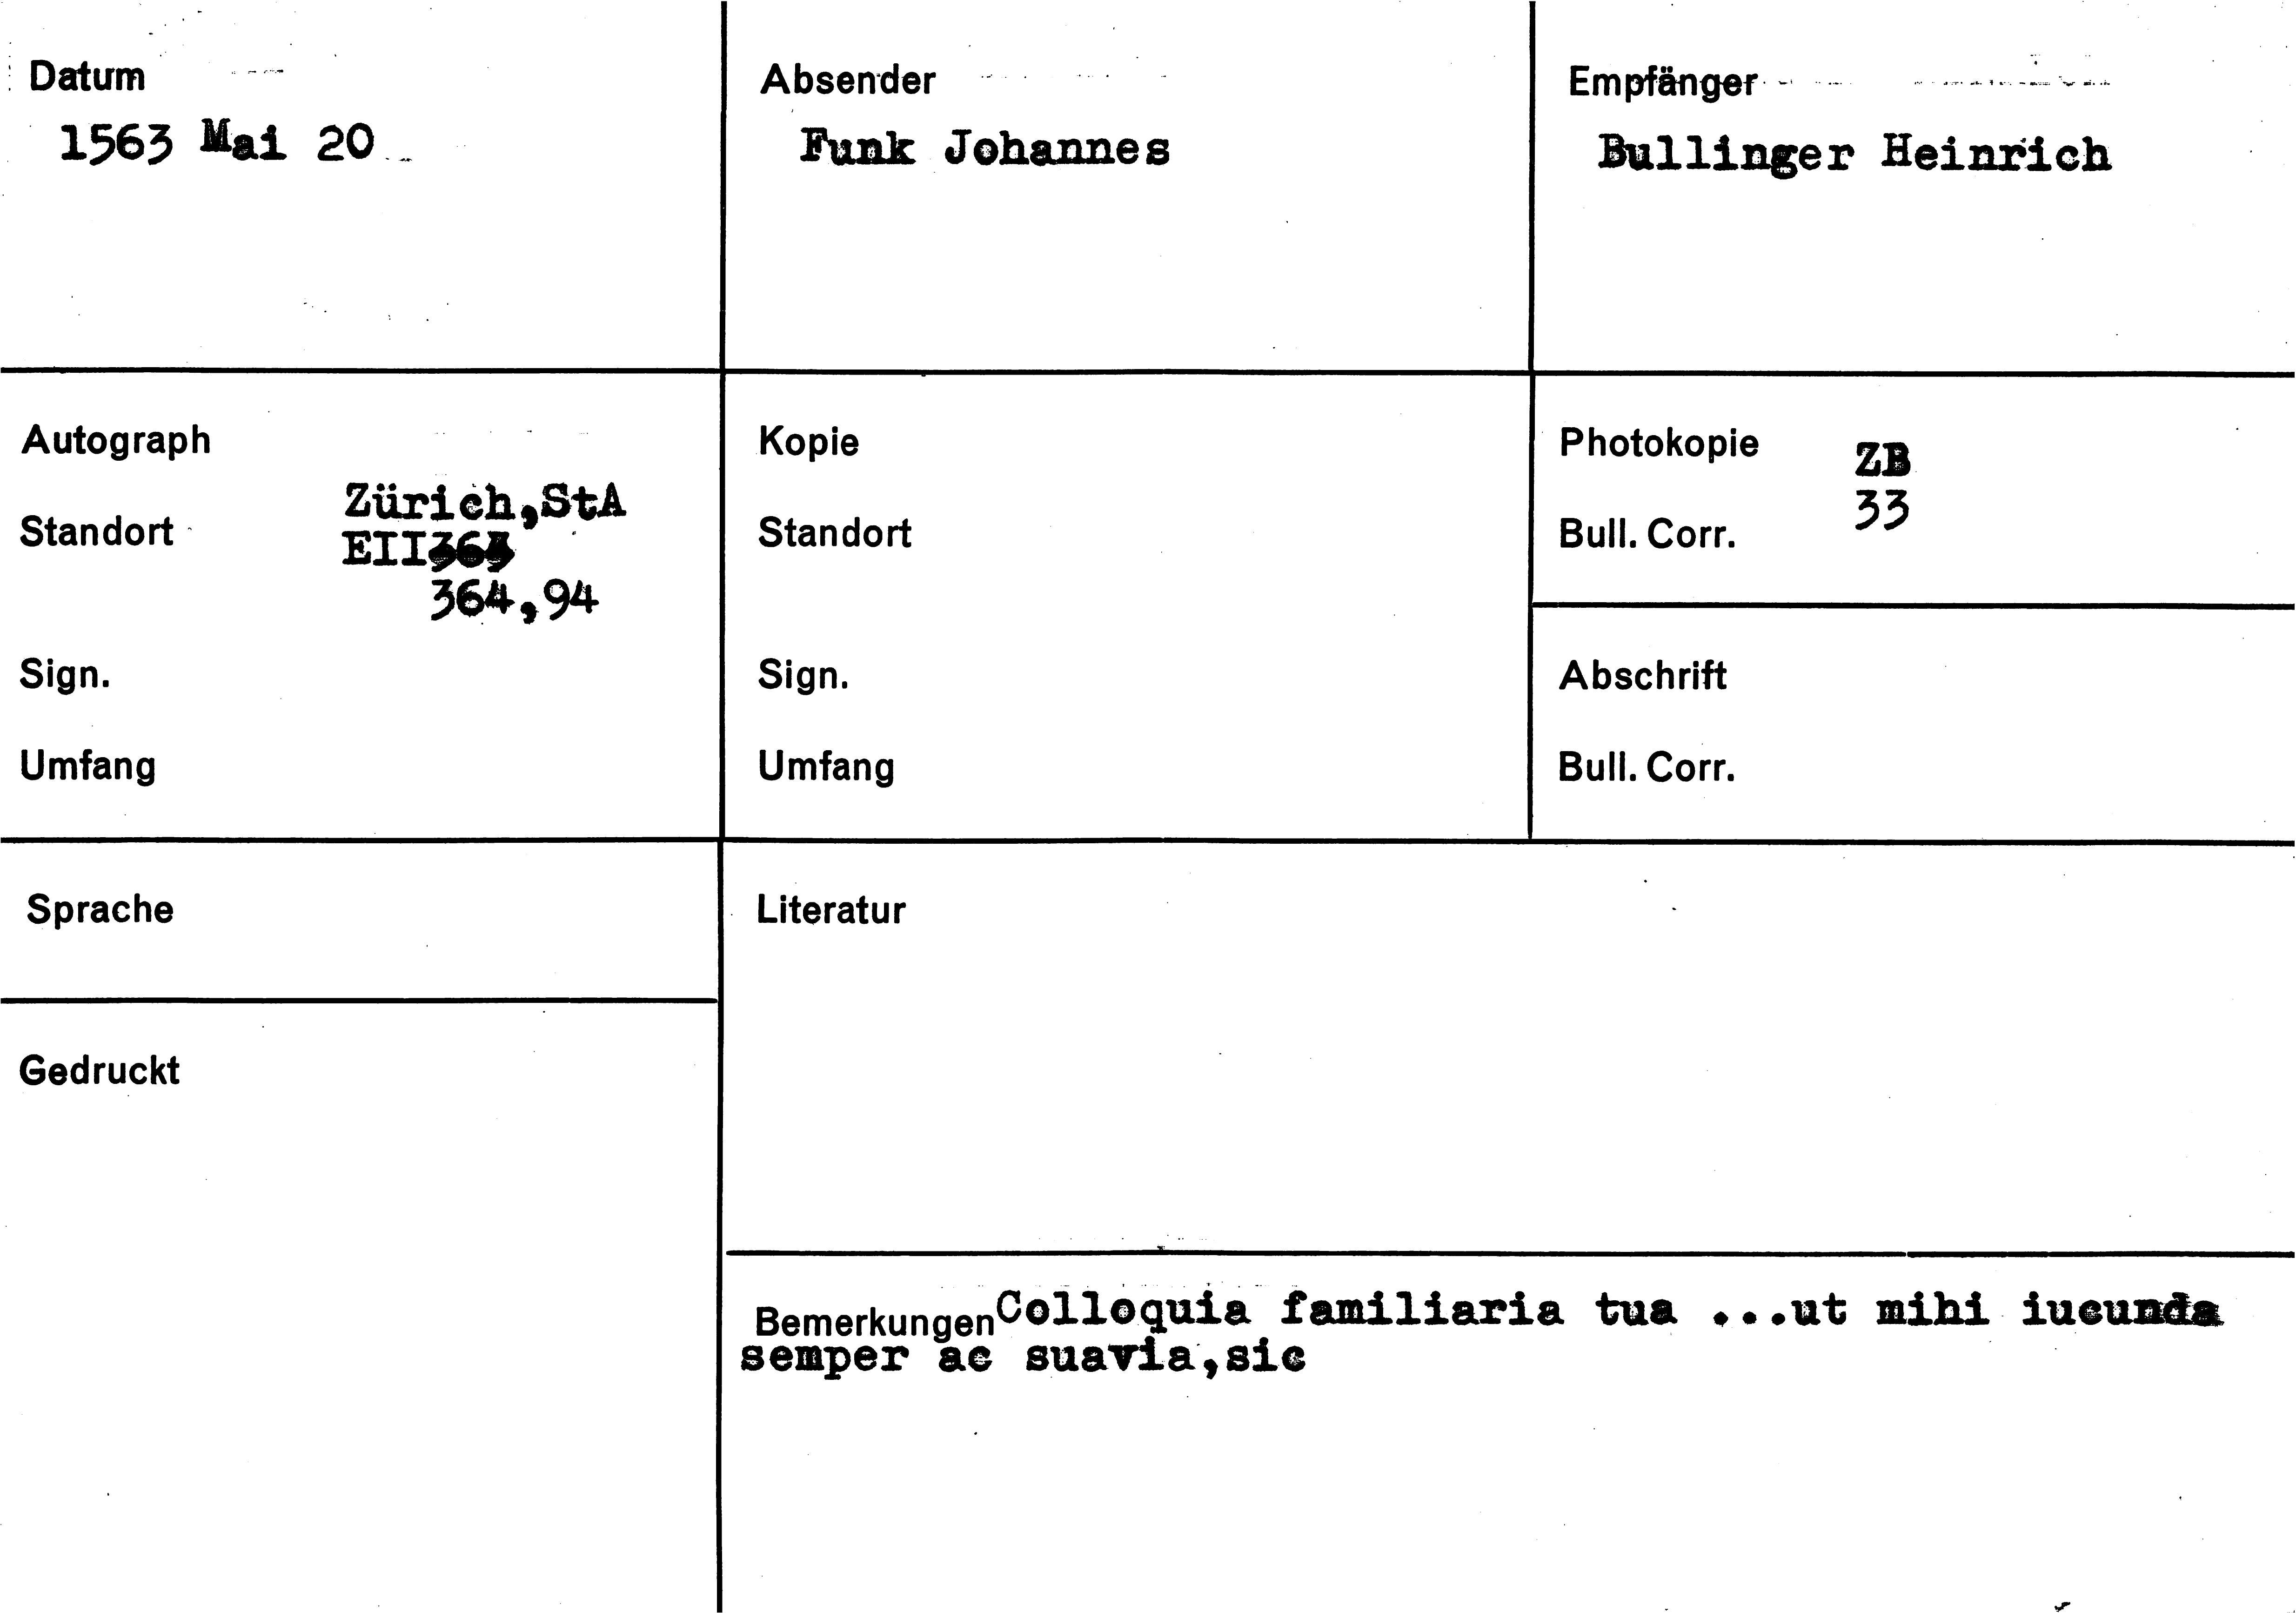 Datum
1563 Mai 20
Absender
Funk Johannes
Empfänger
Bullinger Heinrich
Autograph
Standort
Zürich,StA
EII
364,94
Sign.
Umfang
Kopie
Standort
Sign.
Umfang
Photokopie
ZB
Bull. Corr.
33
Abschrift
Bull. Corr.
Sprache
Gedruckt
Literatur
Bemerkungen Colloquia familiaria tua ...ut mihi iucunda
semper ac suavia,sic